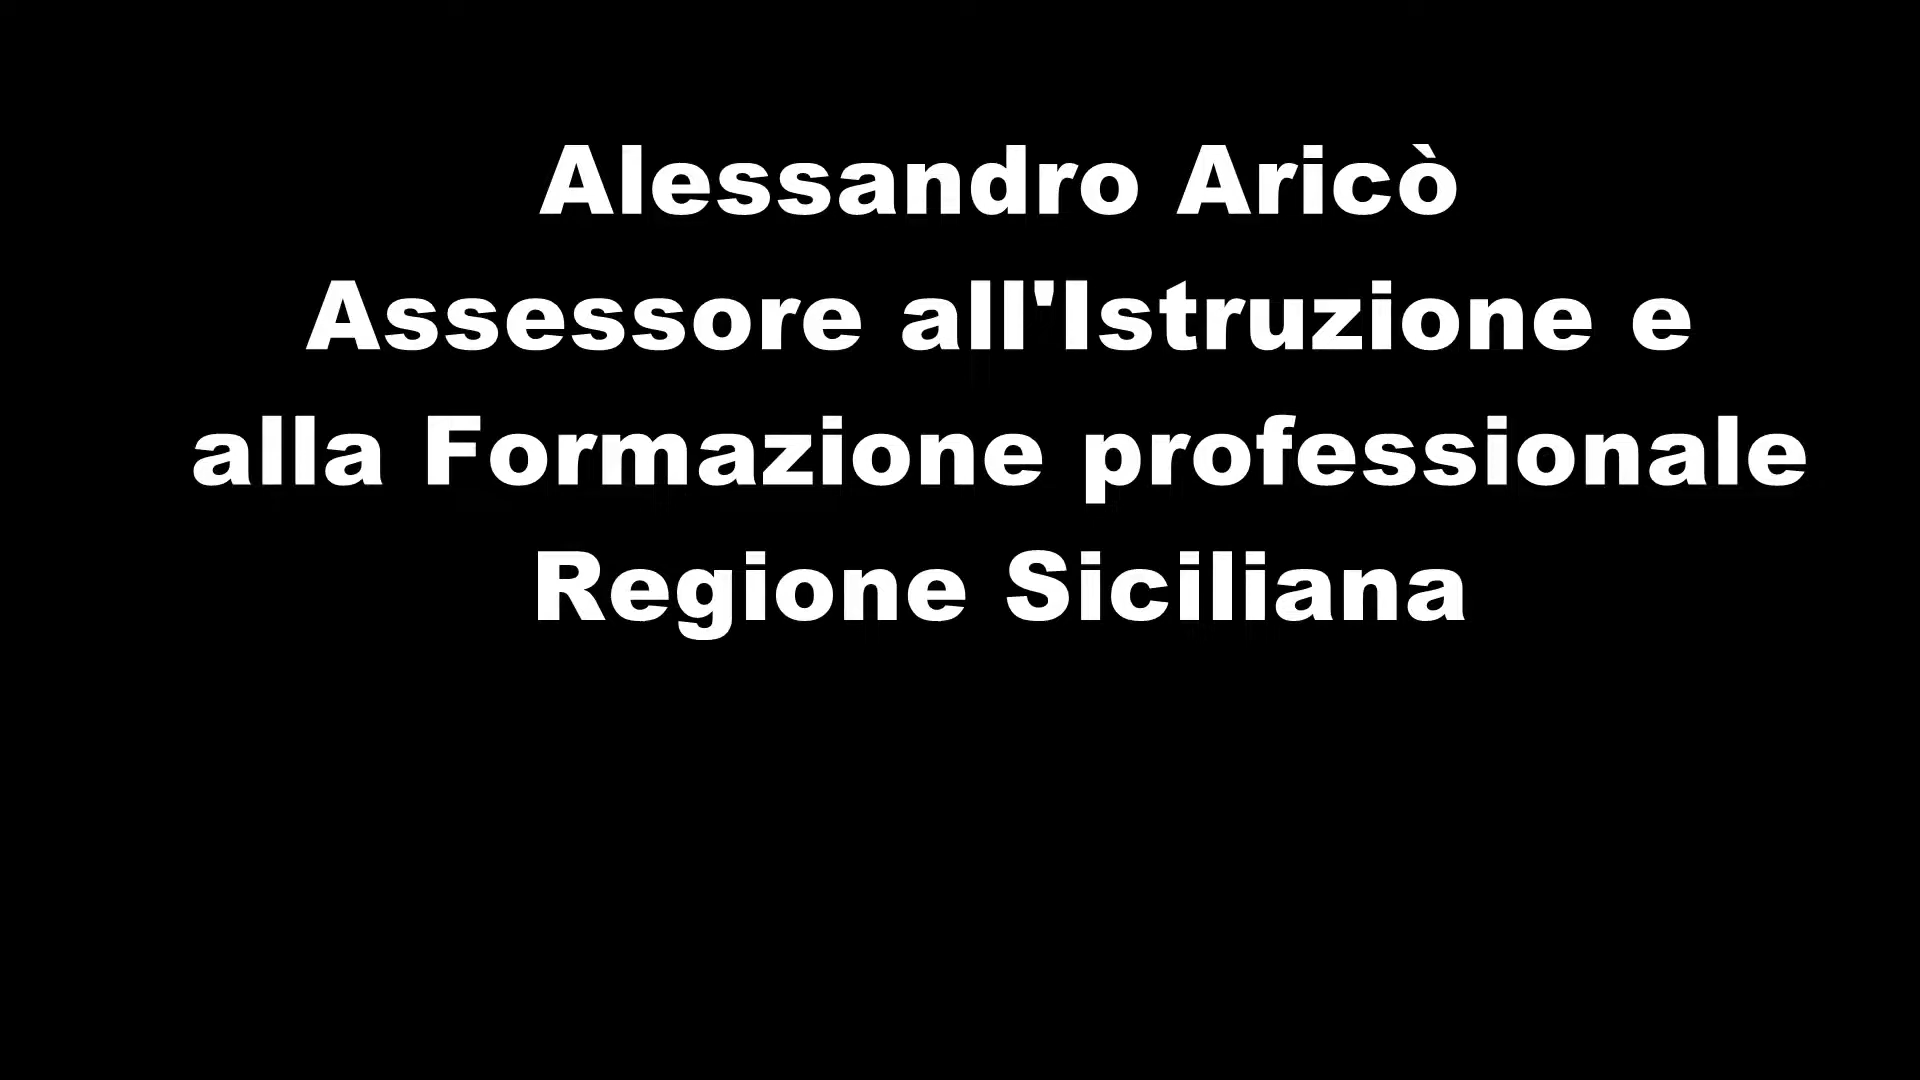 Alessandro Aricò
Assessore all'Istruzione e
alla Formazione professionale
Regione Siciliana